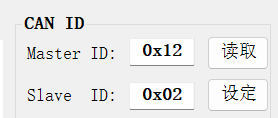 CAN ID
Master ID: 0x12 读取
Slave ID: 0x02 设定